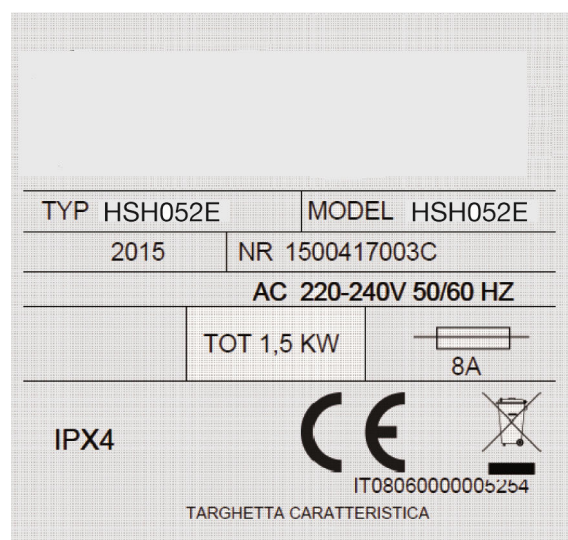 TYP HSH052E MODEL HSH052E
2015 NR 1500417003C
AC 220-240V 50/60 HZ
TOT 1,5 KW
8A
IPX4 CE
IT08060000005254
TARGHETTA CARATTERISTICA